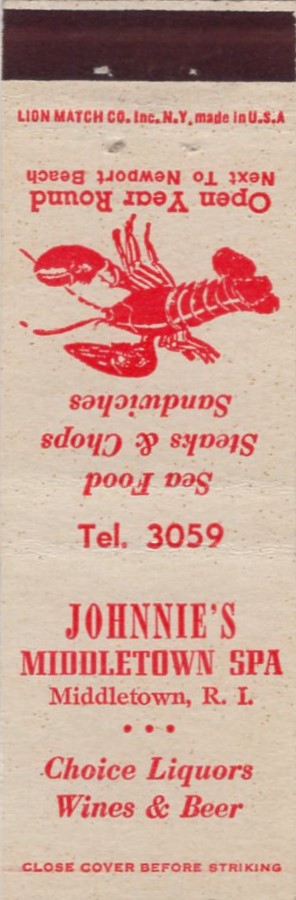 LION MATCH CO. Inc., N.Y., made in U.S.A
Sea Food
Steaks & Chops
Sandwiches
Open Year Round
Next To Newport Beach
Tel. 3059
JOHNNIE'S
MIDDLETOWN SPA
Middletown, R. I.
• • •
Choice Liquors
Wines & Beer
CLOSE COVER BEFORE STRIKING